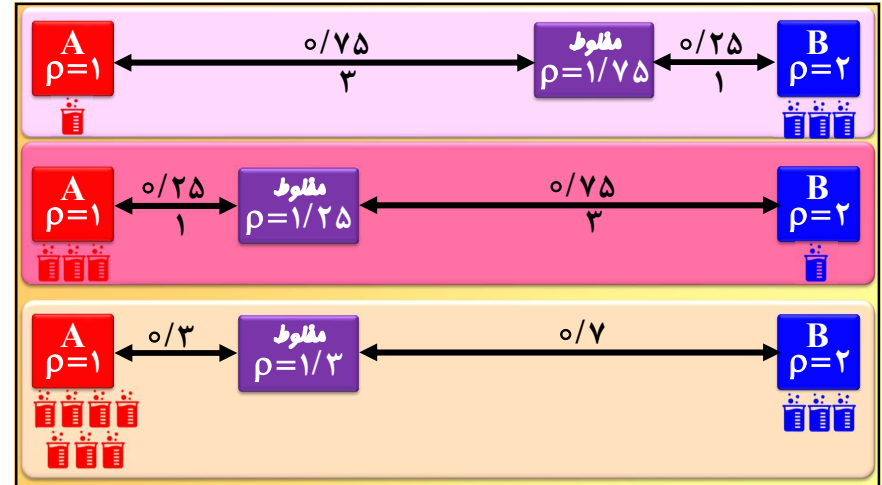 A
ρ=۱
۰/۷۵
۳
مخلوط
ρ=۱/۷۵
۰/۲۵
۱
B
ρ=۲
A
ρ=۱
۰/۲۵
۱
مخلوط
ρ=۱/۲۵
۰/۷۵
۳
B
ρ=۲
A
ρ=۱
۰/۳
مخلوط
ρ=۱/۳
۰/۷
B
ρ=۲